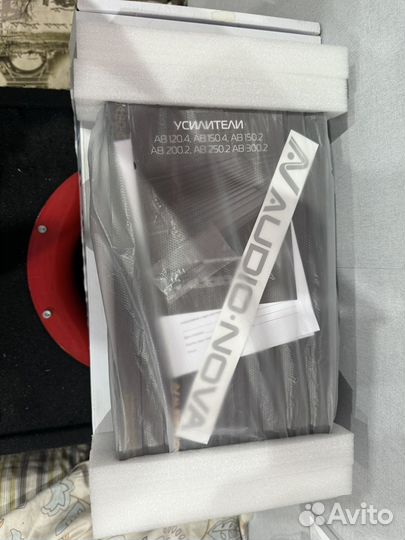 УСИЛИТЕЛИ
AB 120.4, AB 150.4, AB 150.2
AB 200.2, AB 250.2 AB 300.2
AUDIO·NOVA
Avito